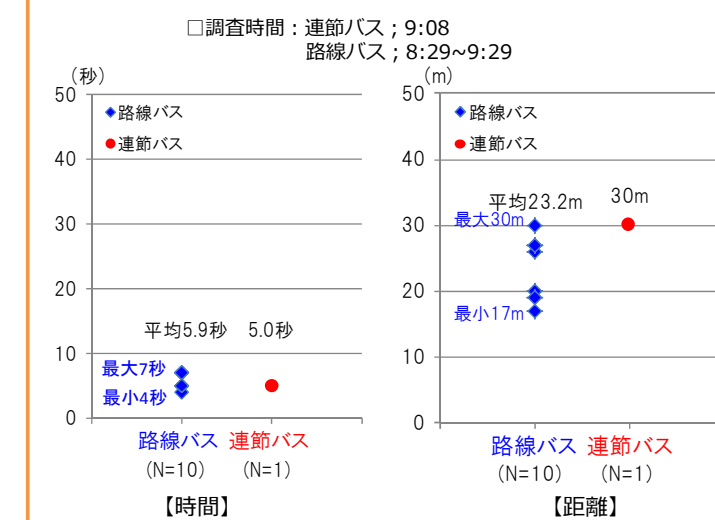 □調査時間：連節バス；9:08
路線バス；8:29~9:29
（秒）
50
40
30
20
10
0
路線バス
連節バス
平均5.9秒
5.0秒
最大7秒
最小4秒
路線バス 連節バス
（N=10） （N=1）
【時間】
（m）
50
40
30
20
10
0
路線バス
連節バス
平均23.2m
30m
最大30m
最小17m
路線バス 連節バス
（N=10） （N=1）
【距離】